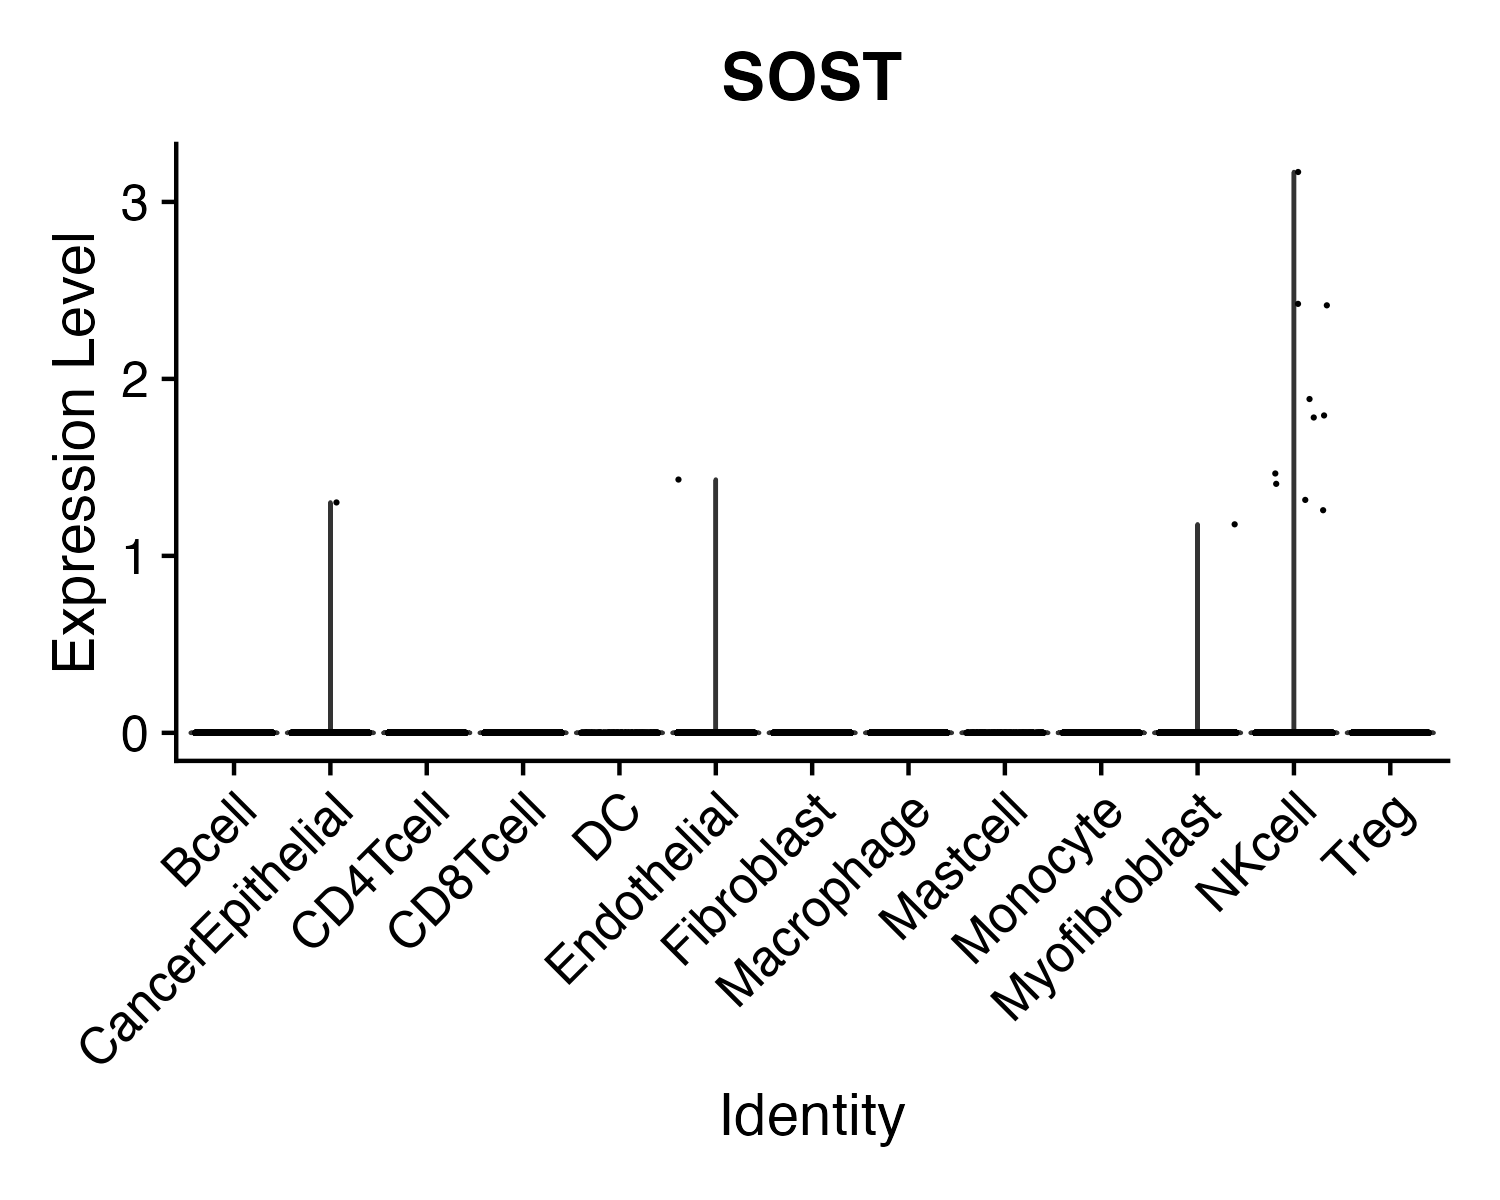 SOST
Expression Level
3
2
1
0
Bcell
CancerEpithelial
CD4Tcell
CD8Tcell
DC
Endothelial
Fibroblast
Macrophage
Mastcell
Monocyte
Myofibroblast
NKcell
Treg
Identity